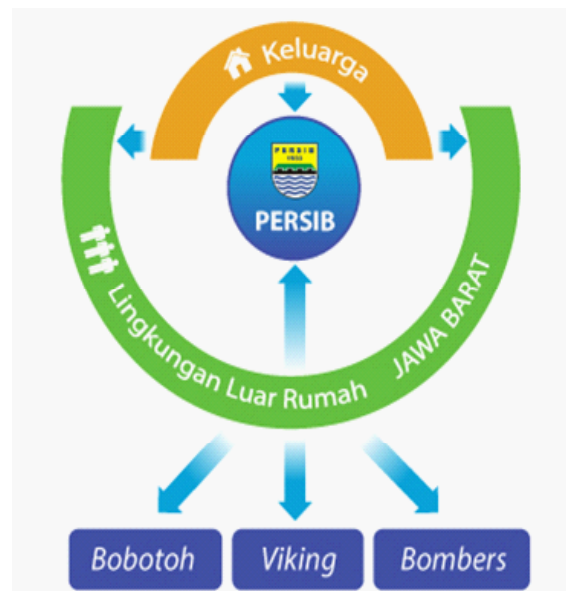 Keluarga
PERSIB
1933
PERSIB
Lingkungan Luar Rumah
JAWA BARAT
Bobotoh
Viking
Bombers